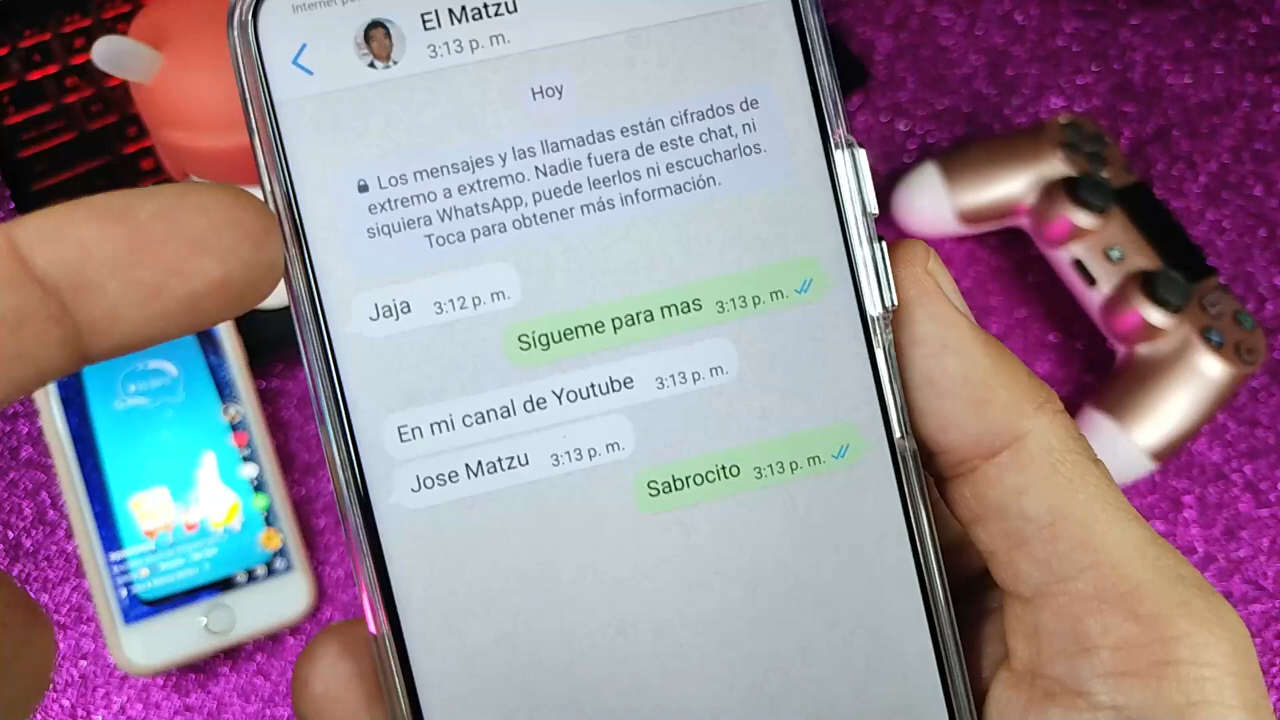 Internet
El Matzu
3:13 p. m.
Hoy
Los mensajes y las llamadas están cifrados de
extremo a extremo. Nadie fuera de este chat, ni
siquiera WhatsApp, puede leerlos ni escucharlos.
Toca para obtener más información.
Jaja 3:12 p. m.
Sígueme para mas 3:13 p. m.
En mi canal de Youtube 3:13 p. m.
Jose Matzu 3:13 p. m.
Sabrocito 3:13 p. m.